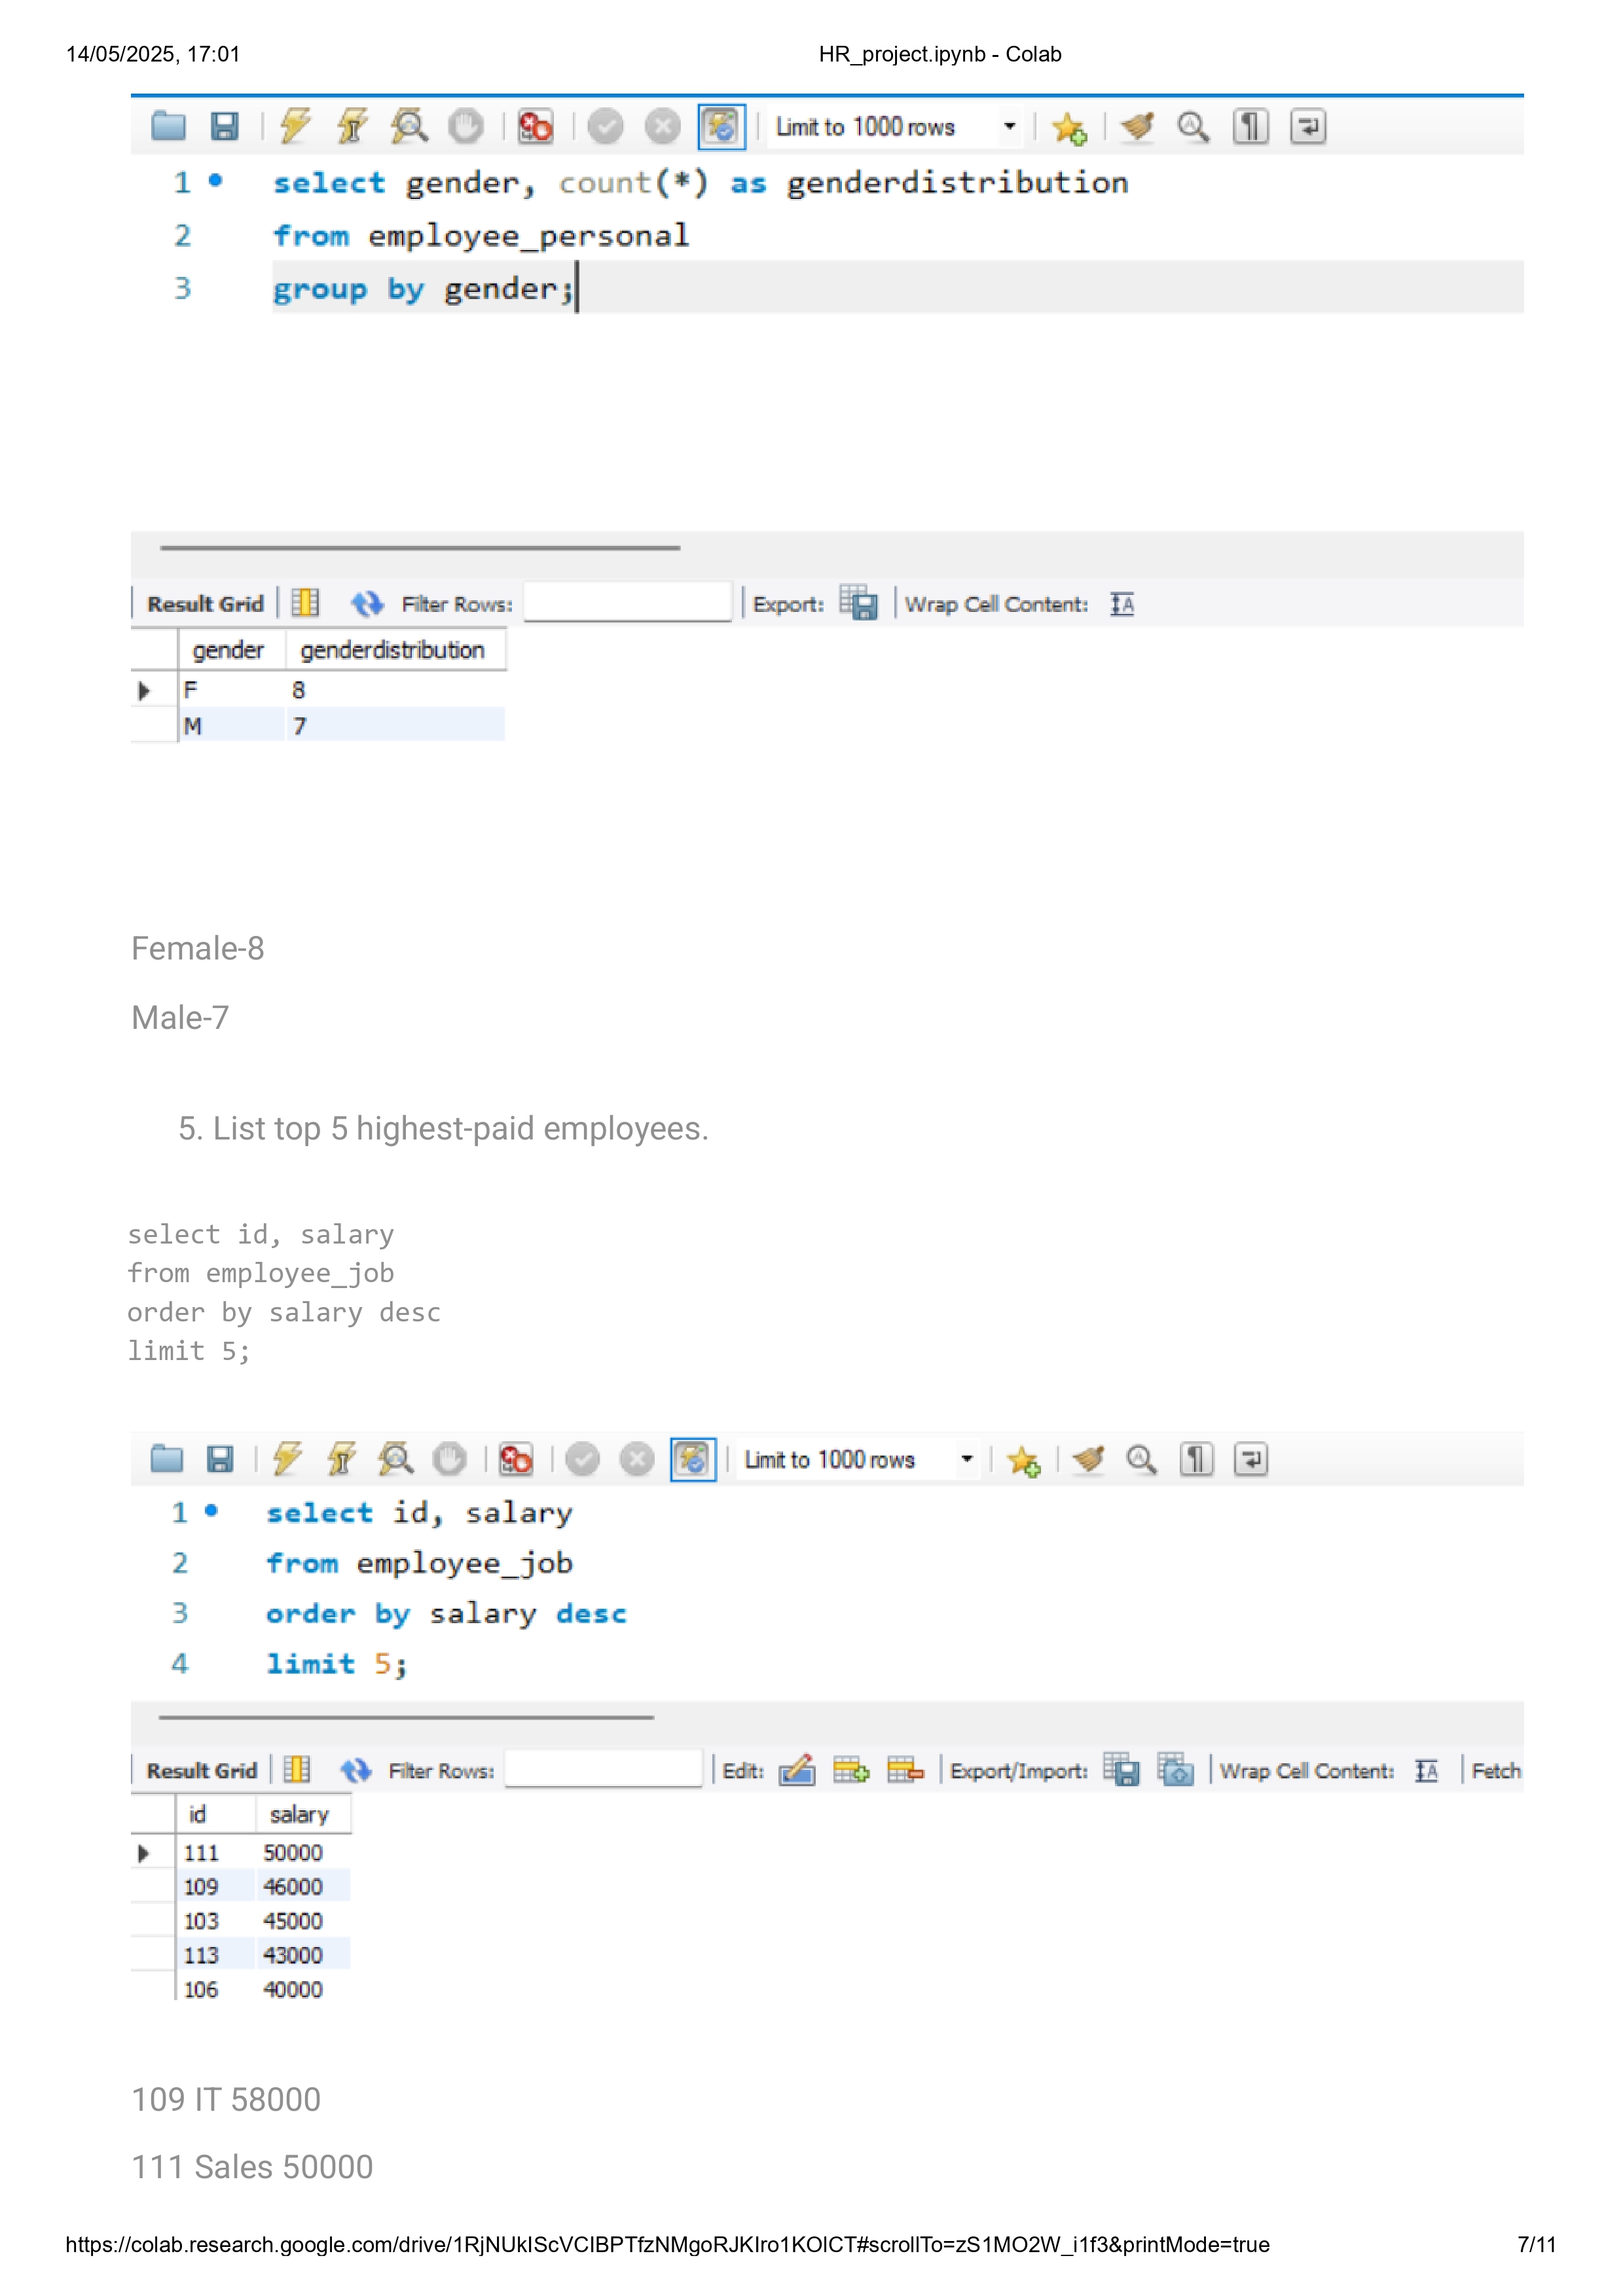 14/05/2025, 17:01 HR_project.ipynb - Colab
Limit to 1000 rows
1 select gender, count(*) as genderdistribution
2 from employee_personal
3 group by gender;
Result Grid Filter Rows: Export: Wrap Cell Content:
gender genderdistribution
F 8
M 7
Female-8
Male-7
5. List top 5 highest-paid employees.
select id, salary
from employee_job
order by salary desc
limit 5;
Limit to 1000 rows
1 select id, salary
2 from employee_job
3 order by salary desc
4 limit 5;
Result Grid Filter Rows: Edit: Export/Import: Wrap Cell Content: Fetch
id salary
111 50000
109 46000
103 45000
113 43000
106 40000
109 IT 58000
111 Sales 50000
https://colab.research.google.com/drive/1RjNUkIScVClBPTfzNMgoRJKIro1KOICT#scrollTo=zS1MO2W_i1f3&printMode=true 7/11